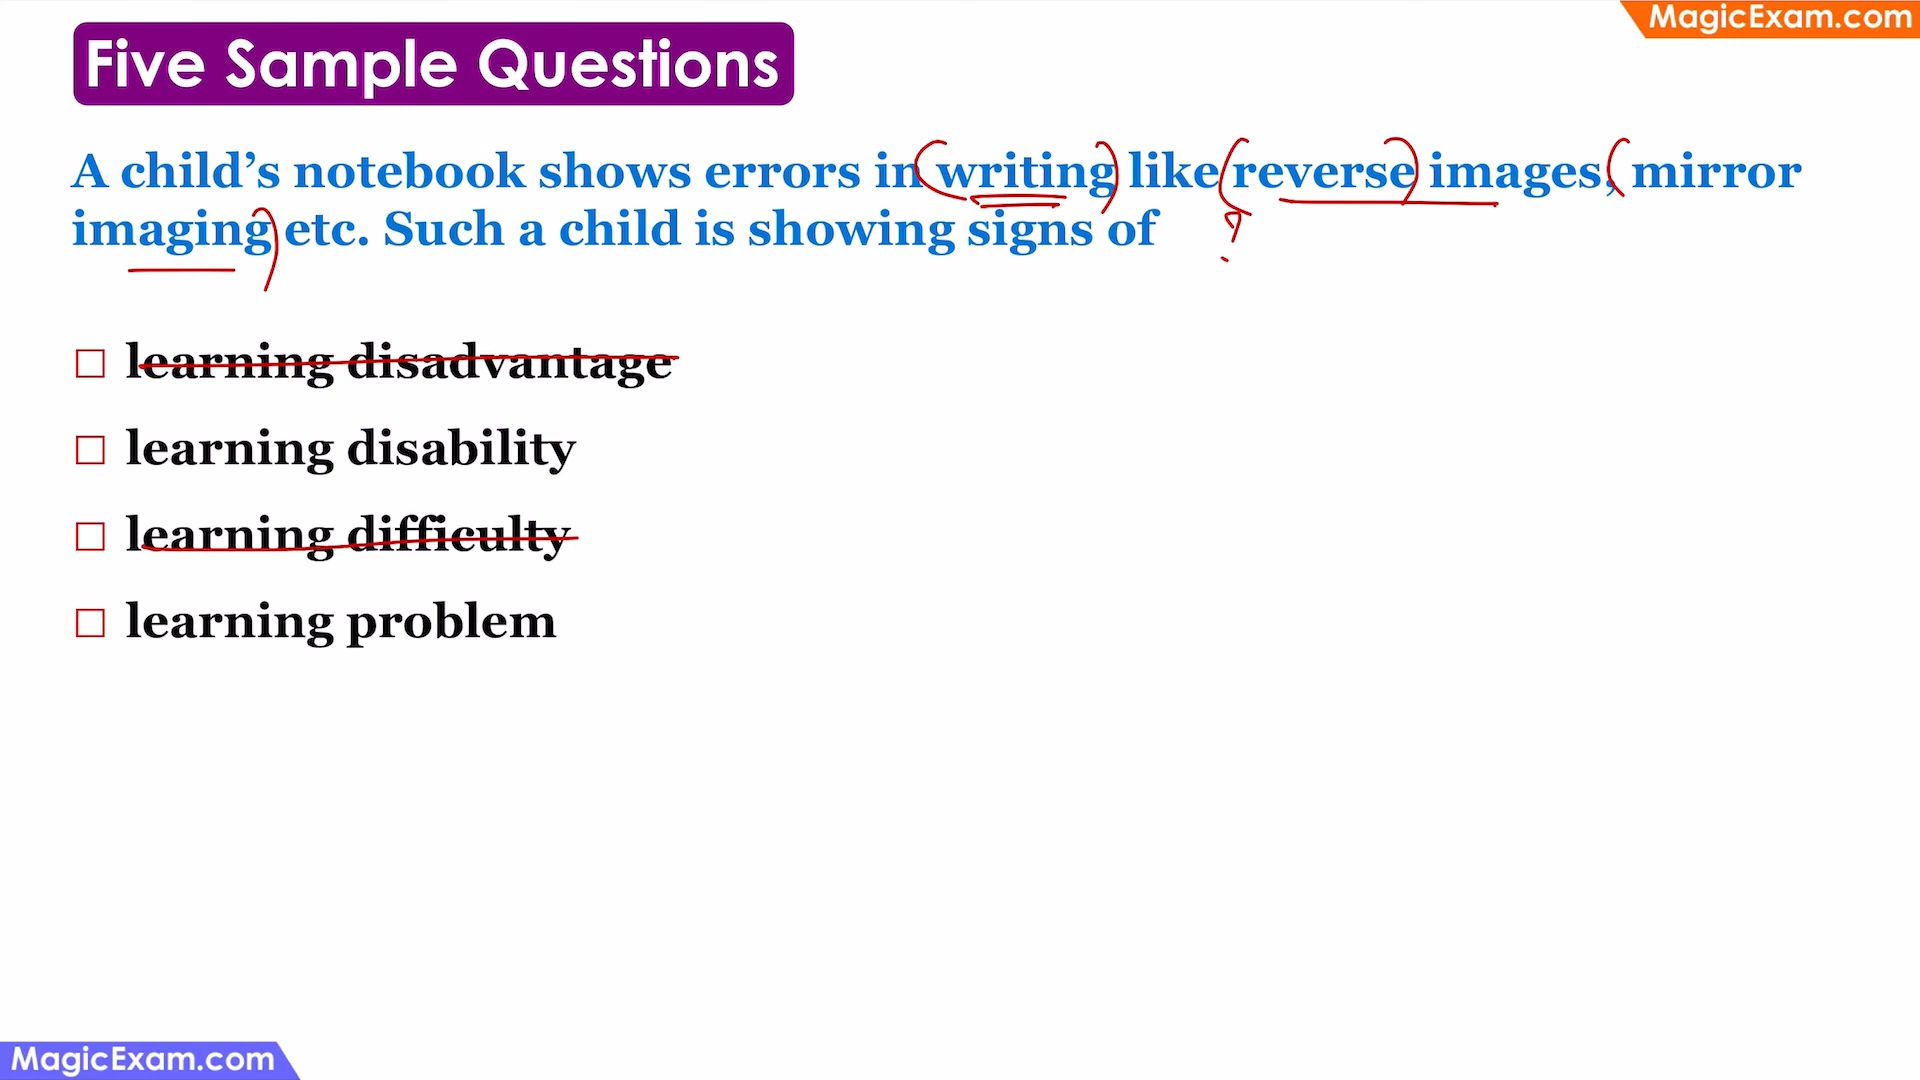 MagicExam.com
Five Sample Questions
A child’s notebook shows errors in writing like reverse images, mirror
imaging etc. Such a child is showing signs of ?
learning disadvantage
learning disability
learning difficulty
learning problem
MagicExam.com